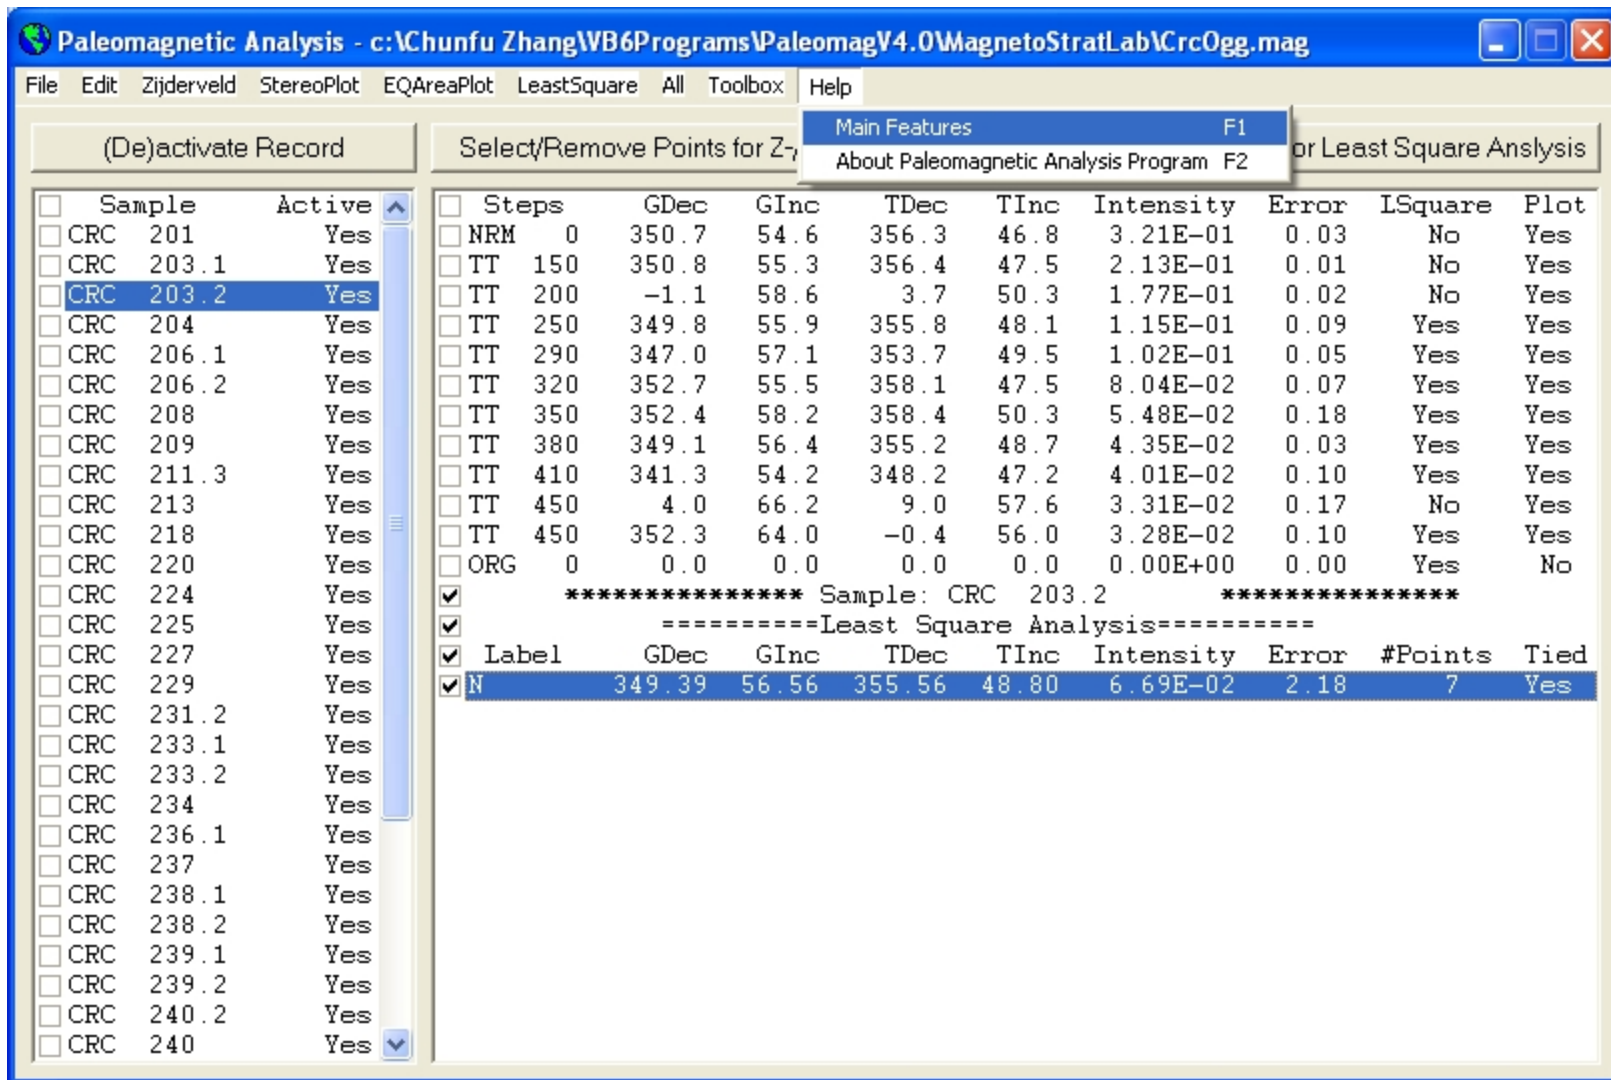 Paleomagnetic Analysis - c:\Chunfu Zhang\VB6Programs\PaleomagV4.0\MagnetoStratLab\CrcOgg.mag
File Edit Zijderveld StereoPlot EQAreaPlot LeastSquare All Toolbox Help
Main Features F1
About Paleomagnetic Analysis Program F2
(De)activate Record
Select/Remove Points for Z-
or Least Square Anslysis
Sample Active
CRC 201 Yes
CRC 203.1 Yes
CRC 203.2 Yes
CRC 204 Yes
CRC 206.1 Yes
CRC 206.2 Yes
CRC 208 Yes
CRC 209 Yes
CRC 211.3 Yes
CRC 213 Yes
CRC 218 Yes
CRC 220 Yes
CRC 224 Yes
CRC 225 Yes
CRC 227 Yes
CRC 229 Yes
CRC 231.2 Yes
CRC 233.1 Yes
CRC 233.2 Yes
CRC 234 Yes
CRC 236.1 Yes
CRC 237 Yes
CRC 238.1 Yes
CRC 238.2 Yes
CRC 239.1 Yes
CRC 239.2 Yes
CRC 240.2 Yes
CRC 240 Yes
Steps GDec GInc TDec TInc Intensity Error LSquare Plot
NRM 0 350.7 54.6 356.3 46.8 3.21E-01 0.03 No Yes
TT 150 350.8 55.3 356.4 47.5 2.13E-01 0.01 No Yes
TT 200 -1.1 58.6 3.7 50.3 1.77E-01 0.02 No Yes
TT 250 349.8 55.9 355.8 48.1 1.15E-01 0.09 Yes Yes
TT 290 347.0 57.1 353.7 49.5 1.02E-01 0.05 Yes Yes
TT 320 352.7 55.5 358.1 47.5 8.04E-02 0.07 Yes Yes
TT 350 352.4 58.2 358.4 50.3 5.48E-02 0.18 Yes Yes
TT 380 349.1 56.4 355.2 48.7 4.35E-02 0.03 Yes Yes
TT 410 341.3 54.2 348.2 47.2 4.01E-02 0.10 Yes Yes
TT 450 4.0 66.2 9.0 57.6 3.31E-02 0.17 No Yes
TT 450 352.3 64.0 -0.4 56.0 3.28E-02 0.10 Yes Yes
ORG 0 0.0 0.0 0.0 0.0 0.00E+00 0.00 Yes No
*************** Sample: CRC 203.2 ***************
==========Least Square Analysis==========
Label GDec GInc TDec TInc Intensity Error #Points Tied
N 349.39 56.56 355.56 48.80 6.69E-02 2.18 7 Yes